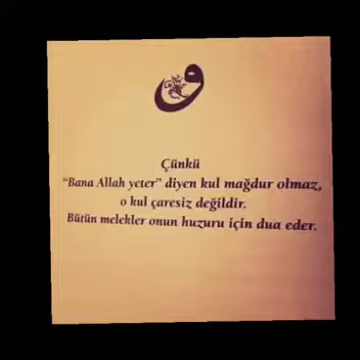 و
Çünkü
“Bana Allah yeter” diyen kul mağdur olmaz,
o kul çaresiz değildir.
Bütün melekler onun huzuru için dua eder.